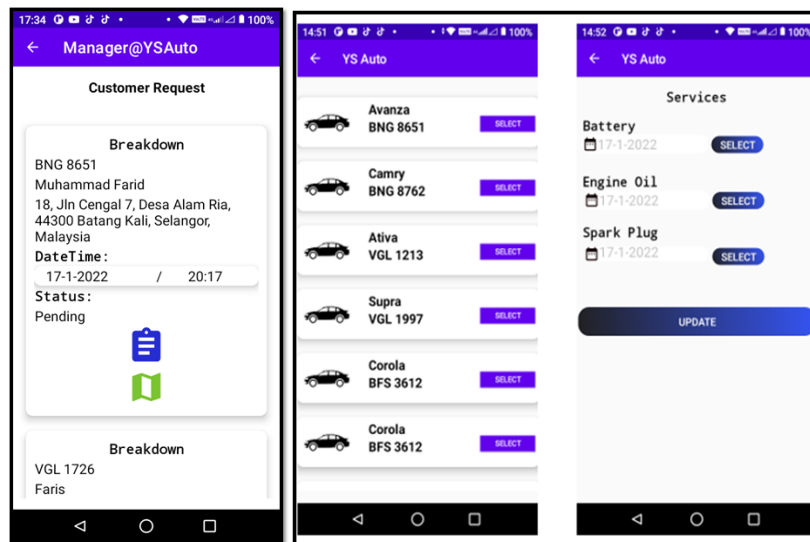 17:34 100%
Manager@YSAuto
Customer Request
Breakdown
BNG 8651
Muhammad Farid
18, Jln Cengal 7, Desa Alam Ria,
44300 Batang Kali, Selangor,
Malaysia
DateTime:
17-1-2022 / 20:17
Status:
Pending
Breakdown
VGL 1726
Faris
14:51 100%
YS Auto
Avanza
BNG 8651
SELECT
Camry
BNG 8762
SELECT
Ativa
VGL 1213
SELECT
Supra
VGL 1997
SELECT
Corola
BFS 3612
SELECT
Corola
BFS 3612
SELECT
14:52 100%
YS Auto
Services
Battery
17-1-2022 SELECT
Engine Oil
17-1-2022 SELECT
Spark Plug
17-1-2022 SELECT
UPDATE